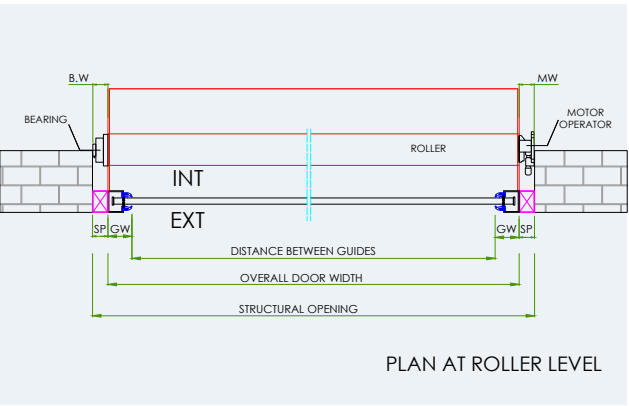 B.W
MW
BEARING
MOTOR
OPERATOR
ROLLER
INT
EXT
SP
GW
GW
SP
DISTANCE BETWEEN GUIDES
OVERALL DOOR WIDTH
STRUCTURAL OPENING
PLAN AT ROLLER LEVEL